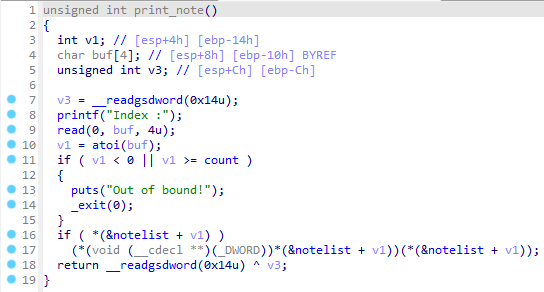 1 unsigned int print_note()
2 {
3 int v1; // [esp+4h] [ebp-14h]
4 char buf[4]; // [esp+8h] [ebp-10h] BYREF
5 unsigned int v3; // [esp+Ch] [ebp-Ch]
6
7 v3 = __readgsdword(0x14u);
8 printf("Index :");
9 read(0, buf, 4u);
10 v1 = atoi(buf);
11 if ( v1 < 0 || v1 >= count )
12 {
13 puts("Out of bound!");
14 _exit(0);
15 }
16 if ( *(&notelist + v1) )
17 (*(void (__cdecl **)(_DWORD))*(&notelist + v1))(*(&notelist + v1));
18 return __readgsdword(0x14u) ^ v3;
19 }